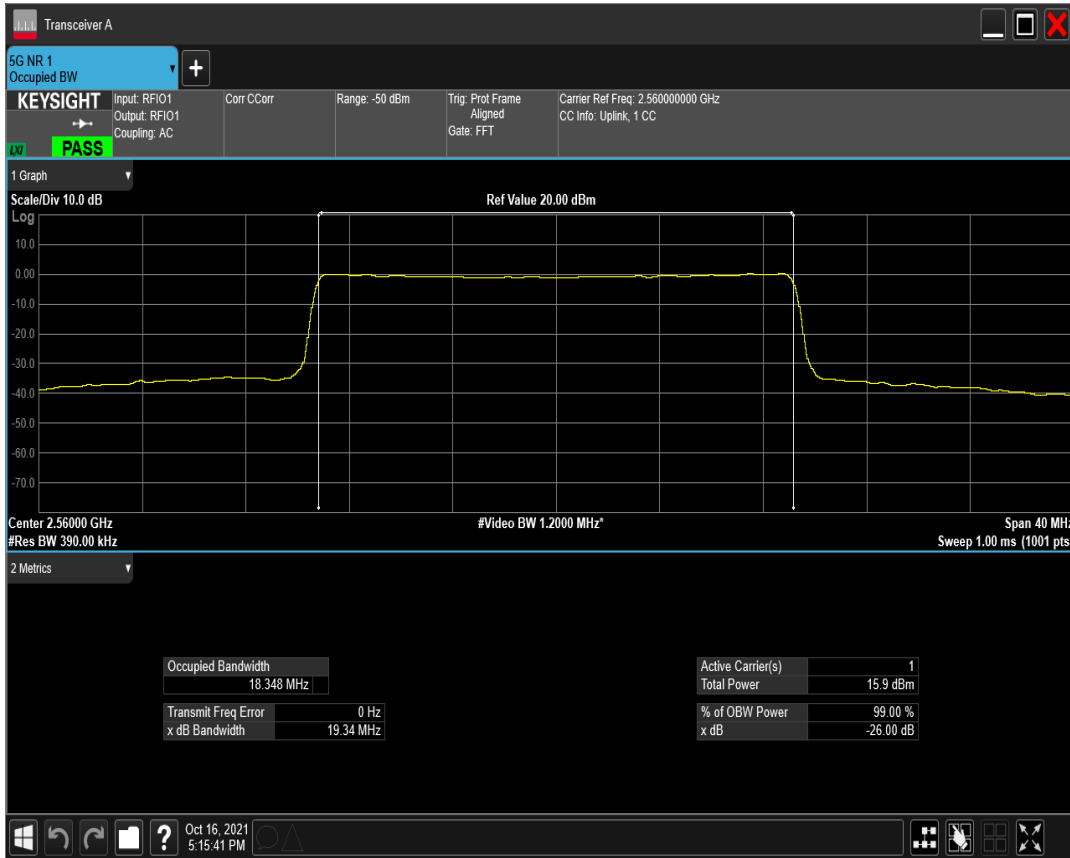 Transceiver A
5G NR 1
Occupied BW
+
KEYSIGHT
LXI
PASS
Input: RFIO1
Output: RFIO1
Coupling: AC
Corr CCorr
Range: -50 dBm
Trig: Prot Frame
Aligned
Gate: FFT
Carrier Ref Freq: 2.560000000 GHz
CC Info: Uplink, 1 CC
1 Graph
Scale/Div 10.0 dB
Ref Value 20.00 dBm
Log
10.0
0.00
-10.0
-20.0
-30.0
-40.0
-50.0
-60.0
-70.0
Center 2.56000 GHz
#Video BW 1.2000 MHz*
Span 40 MHz
#Res BW 390.00 kHz
Sweep 1.00 ms (1001 pts
2 Metrics
Occupied Bandwidth
18.348 MHz
Transmit Freq Error 0 Hz
x dB Bandwidth 19.34 MHz
Active Carrier(s) 1
Total Power 15.9 dBm
% of OBW Power 99.00 %
x dB -26.00 dB
?
Oct 16, 2021
5:15:41 PM